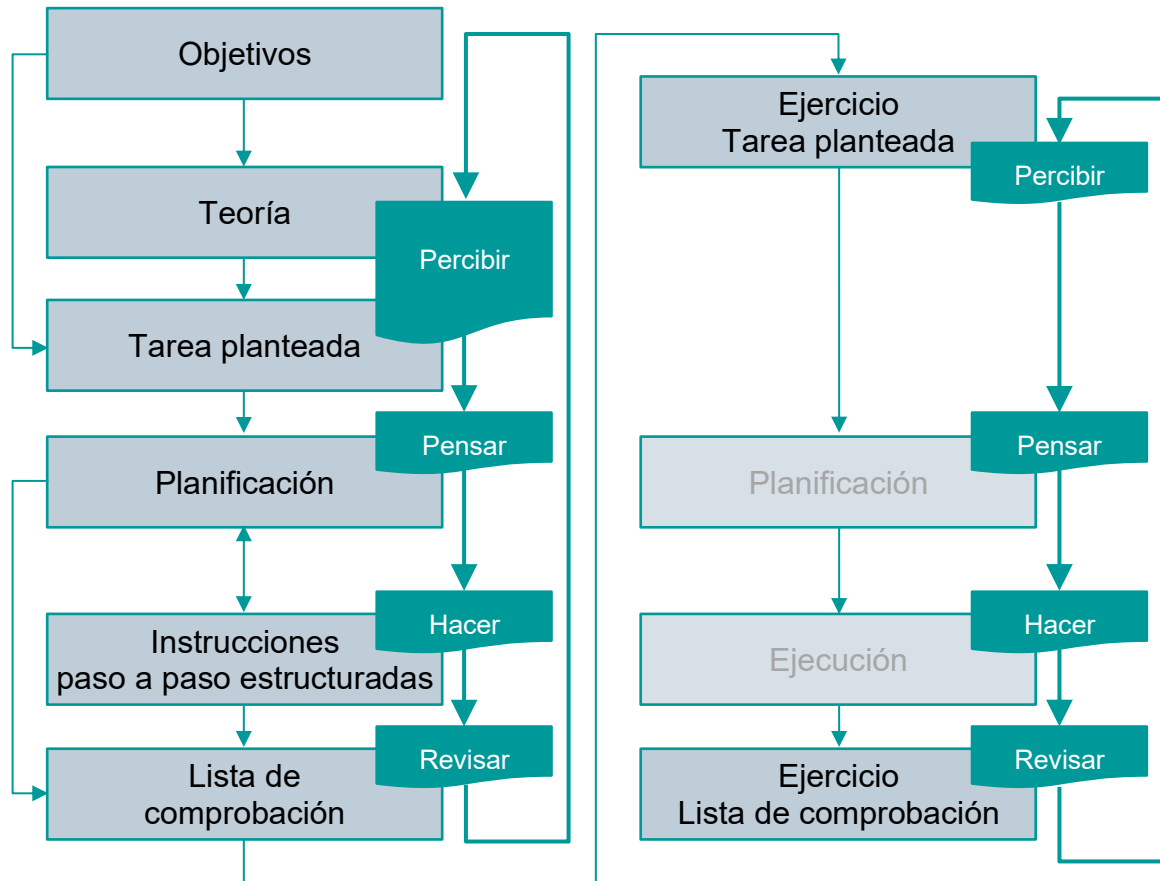 Objetivos
Teoría
Percibir
Tarea planteada
Planificación
Pensar
Instrucciones
paso a paso estructuradas
Hacer
Lista de
comprobación
Revisar
Ejercicio
Tarea planteada
Percibir
Planificación
Pensar
Ejecución
Hacer
Ejercicio
Lista de comprobación
Revisar